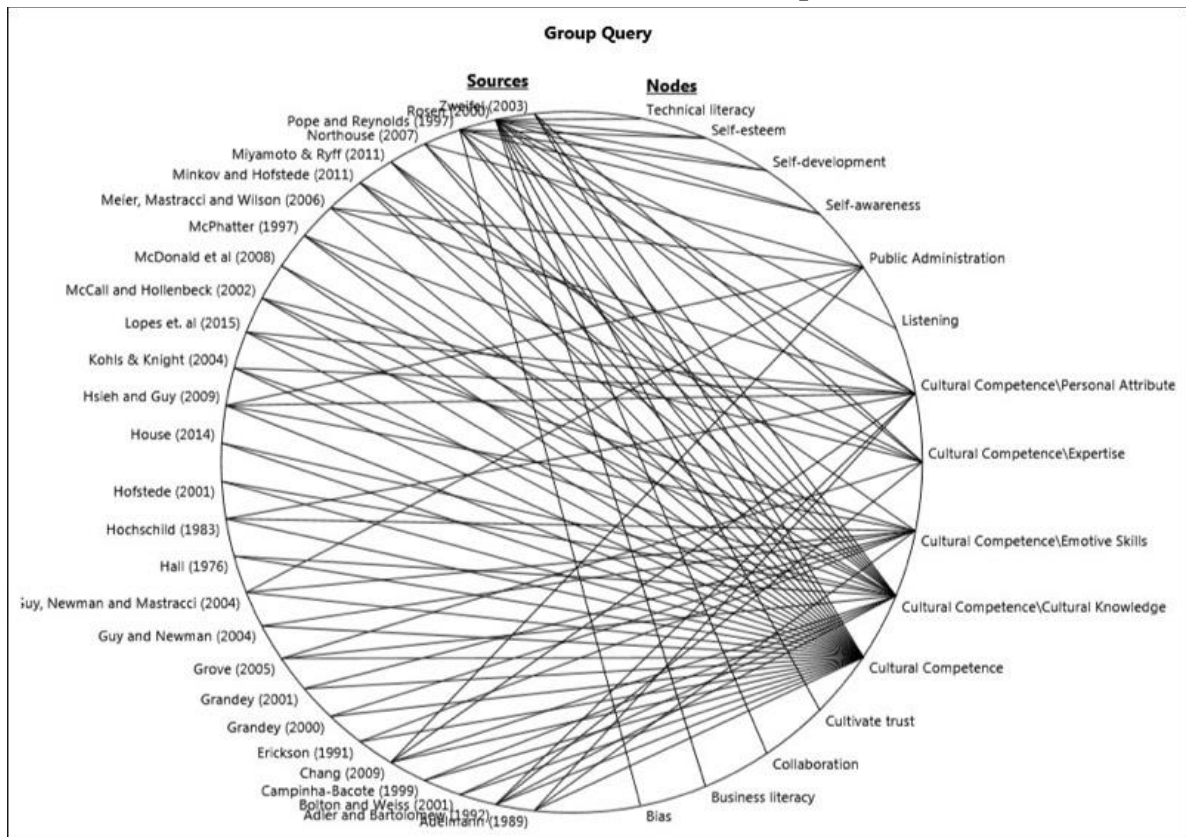 Group Query
Sources
Nodes
Zweifel (2003)
Rosen (2000)
Pope and Reynolds (1997)
Northouse (2007)
Miyamoto & Ryff (2011)
Minkov and Hofstede (2011)
Meier, Mastracci and Wilson (2006)
McPhatter (1997)
McDonald et al (2008)
McCall and Hollenbeck (2002)
Lopes et. al (2015)
Kohls & Knight (2004)
Hsieh and Guy (2009)
House (2014)
Hofstede (2001)
Hochschild (1983)
Hall (1976)
Guy, Newman and Mastracci (2004)
Guy and Newman (2004)
Grove (2005)
Grandey (2001)
Grandey (2000)
Erickson (1991)
Chang (2009)
Campinha-Bacote (1999)
Bolton and Weiss (2001)
Adler and Bartolomew (1992)
Adelmann (1989)
Technical literacy
Self-esteem
Self-development
Self-awareness
Public Administration
Listening
Cultural Competence\Personal Attribute
Cultural Competence\Expertise
Cultural Competence\Emotive Skills
Cultural Competence\Cultural Knowledge
Cultural Competence
Cultivate trust
Collaboration
Business literacy
Bias